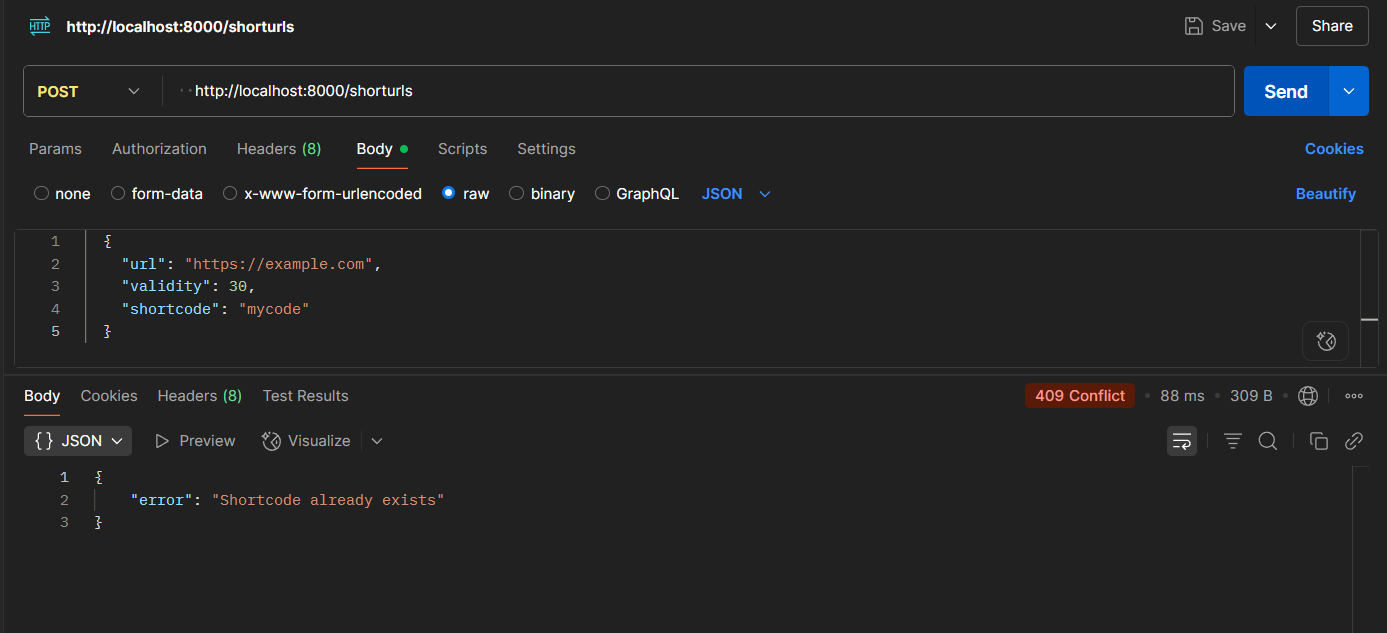 HTTP http://localhost:8000/shorturls Save Share
POST http://localhost:8000/shorturls Send
Params Authorization Headers (8) Body Scripts Settings Cookies
none form-data x-www-form-urlencoded raw binary GraphQL JSON Beautify
1 {
2 "url": "https://example.com",
3 "validity": 30,
4 "shortcode": "mycode"
5 }
Body Cookies Headers (8) Test Results 409 Conflict • 88 ms • 309 B •
{} JSON Preview Visualize
1 {
2 "error": "Shortcode already exists"
3 }